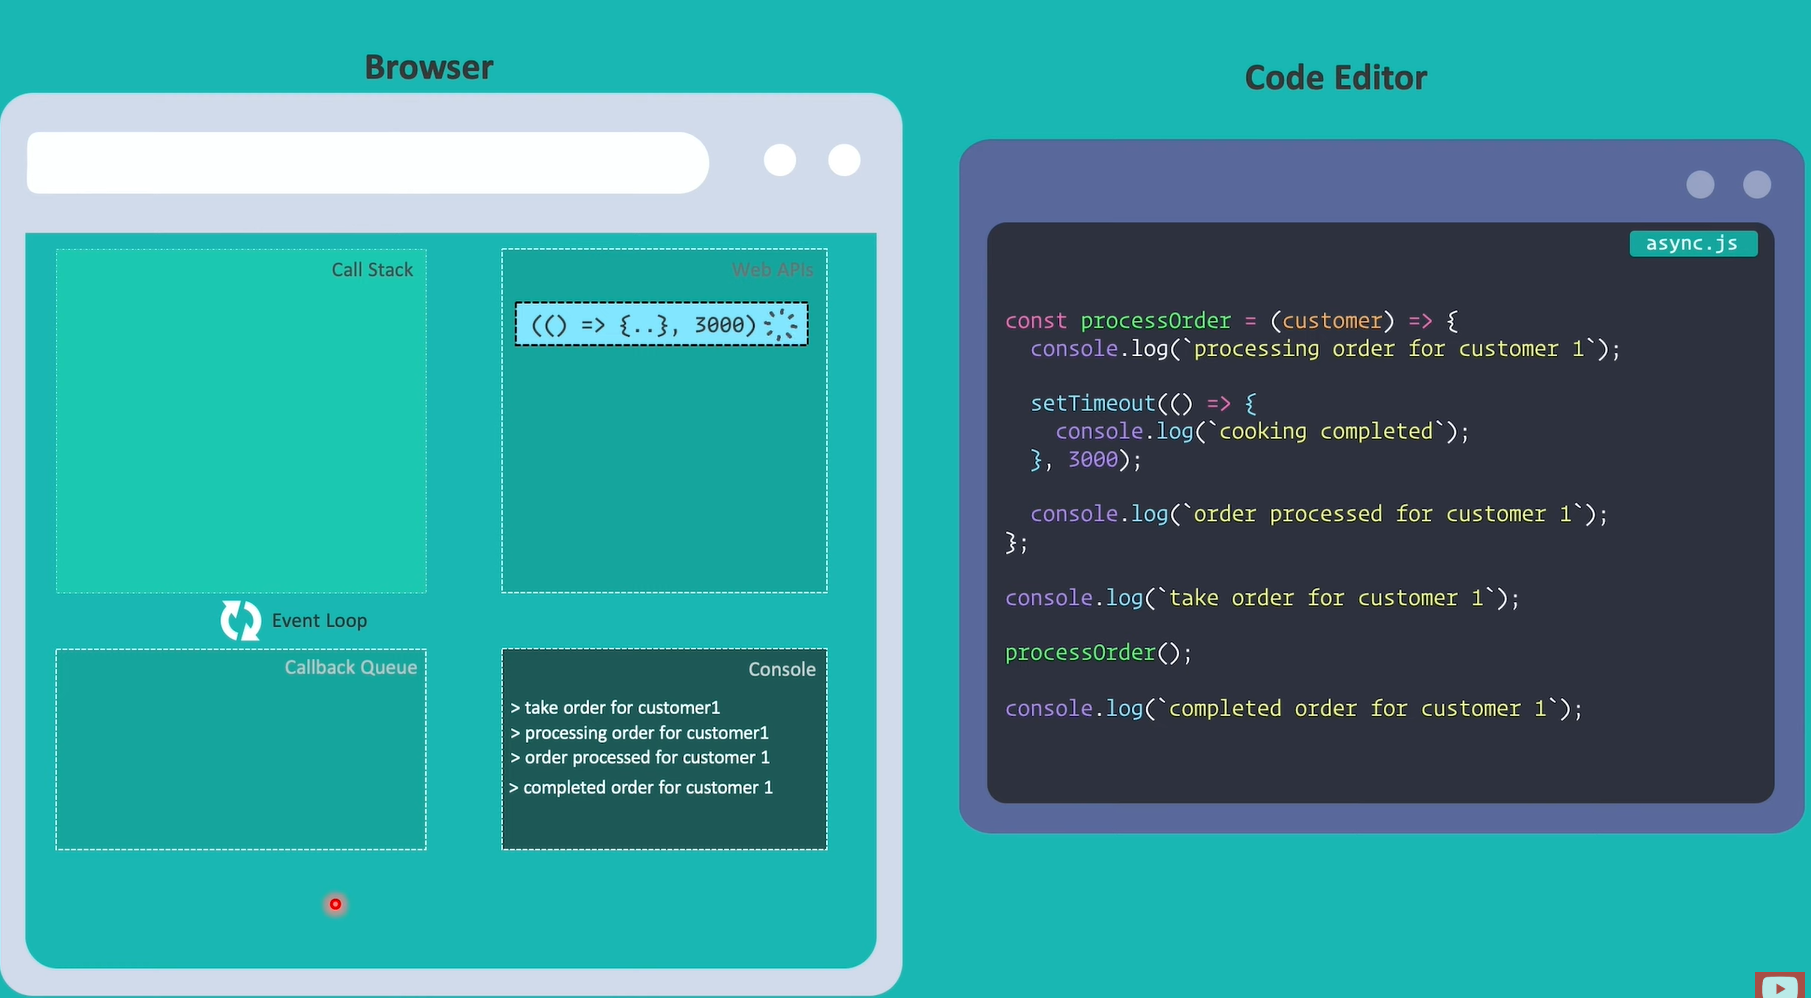 Browser
Call Stack
Web APIs
(() => {..}, 3000)
Event Loop
Callback Queue
Console
> take order for customer1
> processing order for customer1
> order processed for customer 1
> completed order for customer 1
Code Editor
async.js
const processOrder = (customer) => {
  console.log(`processing order for customer 1`);
  setTimeout(() => {
    console.log(`cooking completed`);
  }, 3000);
  console.log(`order processed for customer 1`);
};
console.log(`take order for customer 1`);
processOrder();
console.log(`completed order for customer 1`);